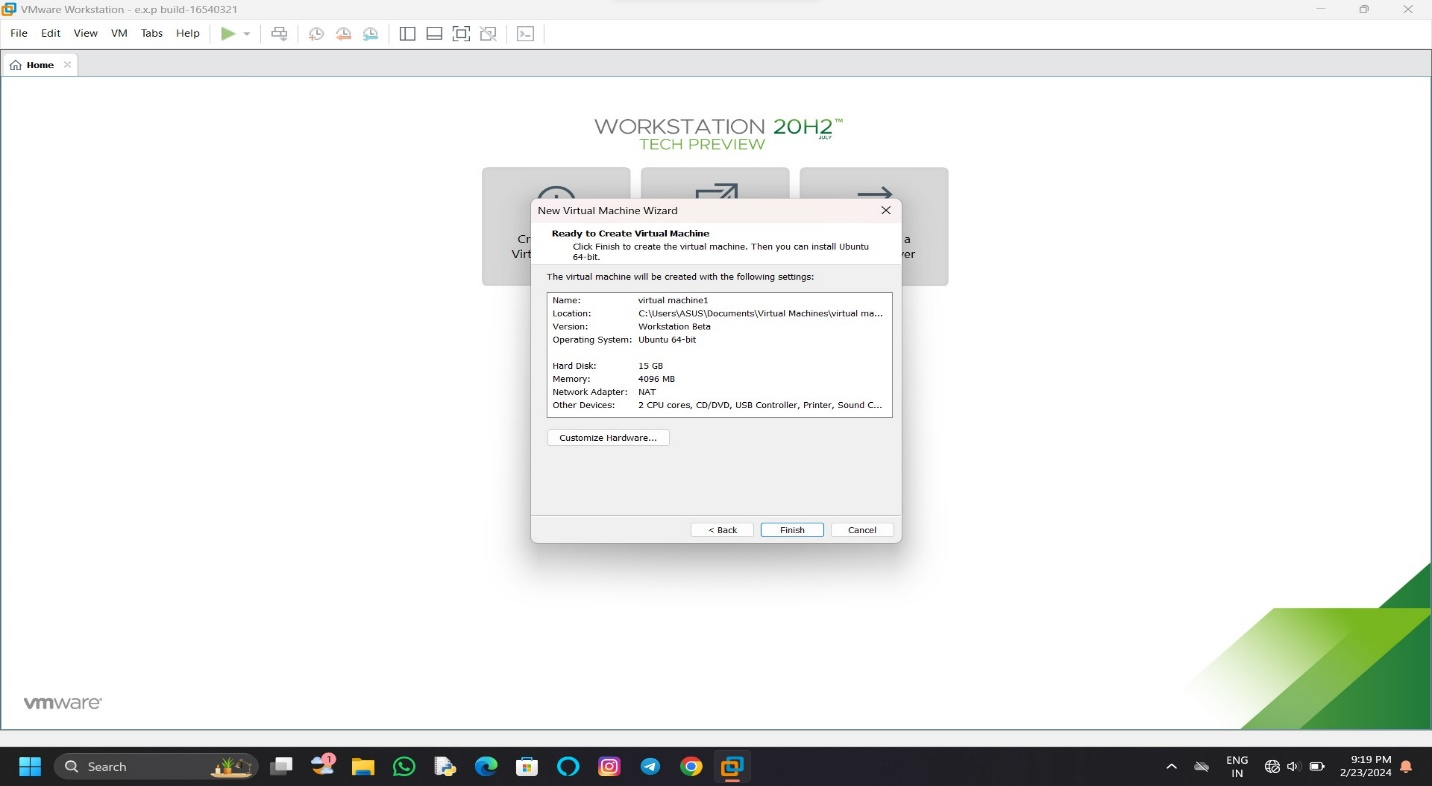 VMware Workstation - e.x.p build-16540321
File Edit View VM Tabs Help
Home
WORKSTATION 20H2™
JULY
TECH PREVIEW
New Virtual Machine Wizard
Ready to Create Virtual Machine
Click Finish to create the virtual machine. Then you can install Ubuntu
64-bit.
The virtual machine will be created with the following settings:
Name: virtual machine1
Location: C:\Users\ASUS\Documents\Virtual Machines\virtual ma...
Version: Workstation Beta
Operating System: Ubuntu 64-bit
Hard Disk: 15 GB
Memory: 4096 MB
Network Adapter: NAT
Other Devices: 2 CPU cores, CD/DVD, USB Controller, Printer, Sound C...
Customize Hardware...
< Back Finish Cancel
Cr
Virt
a
ver
vmware®
Search
1
ENG
IN
9:19 PM
2/23/2024